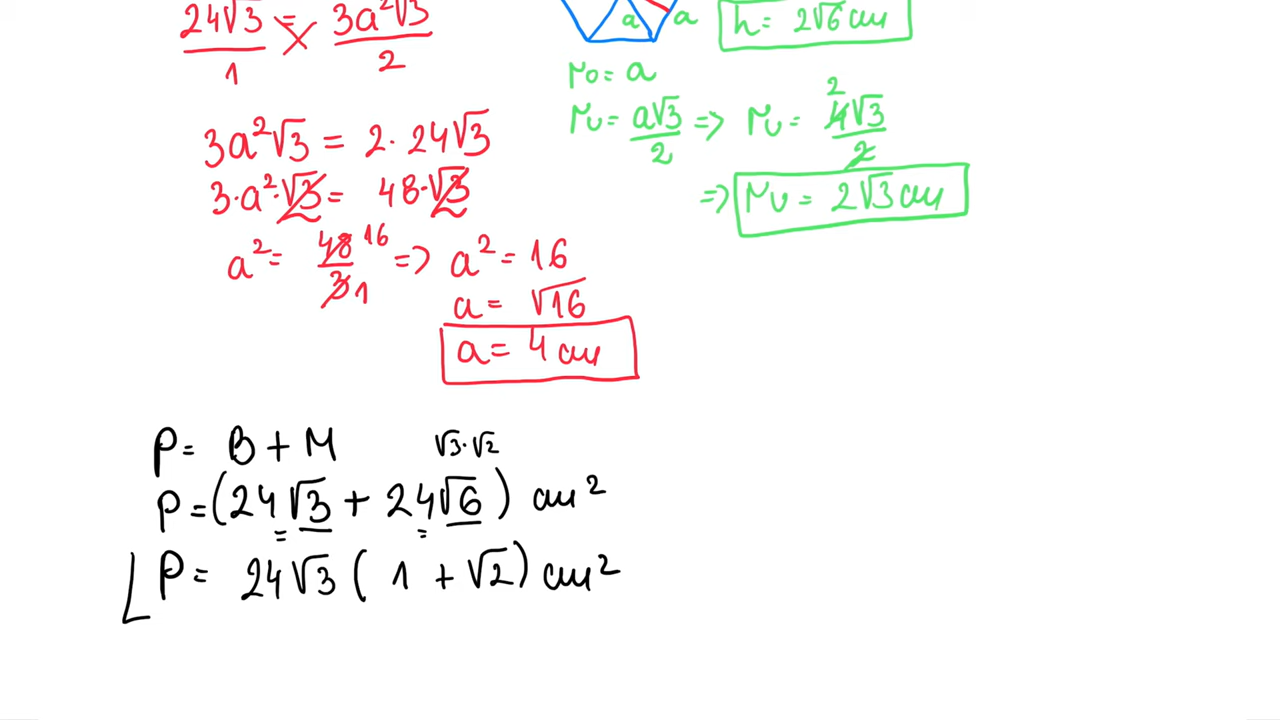 24√3/1 = 3a²√3/2
3a²√3 = 2·24√3
3·a²·√3 = 48·√3
a² = 48/3 16 1 => a² = 16
a = √16
a = 4 cm
a a
h = 2√6 cm
r₀ = a
rᵤ = a√3/2 => rᵤ = 4√3/2 2
=> rᵤ = 2√3 cm
P = B + M √3·√2
P = (24√3 + 24√6) cm²
P = 24√3 (1 + √2) cm²